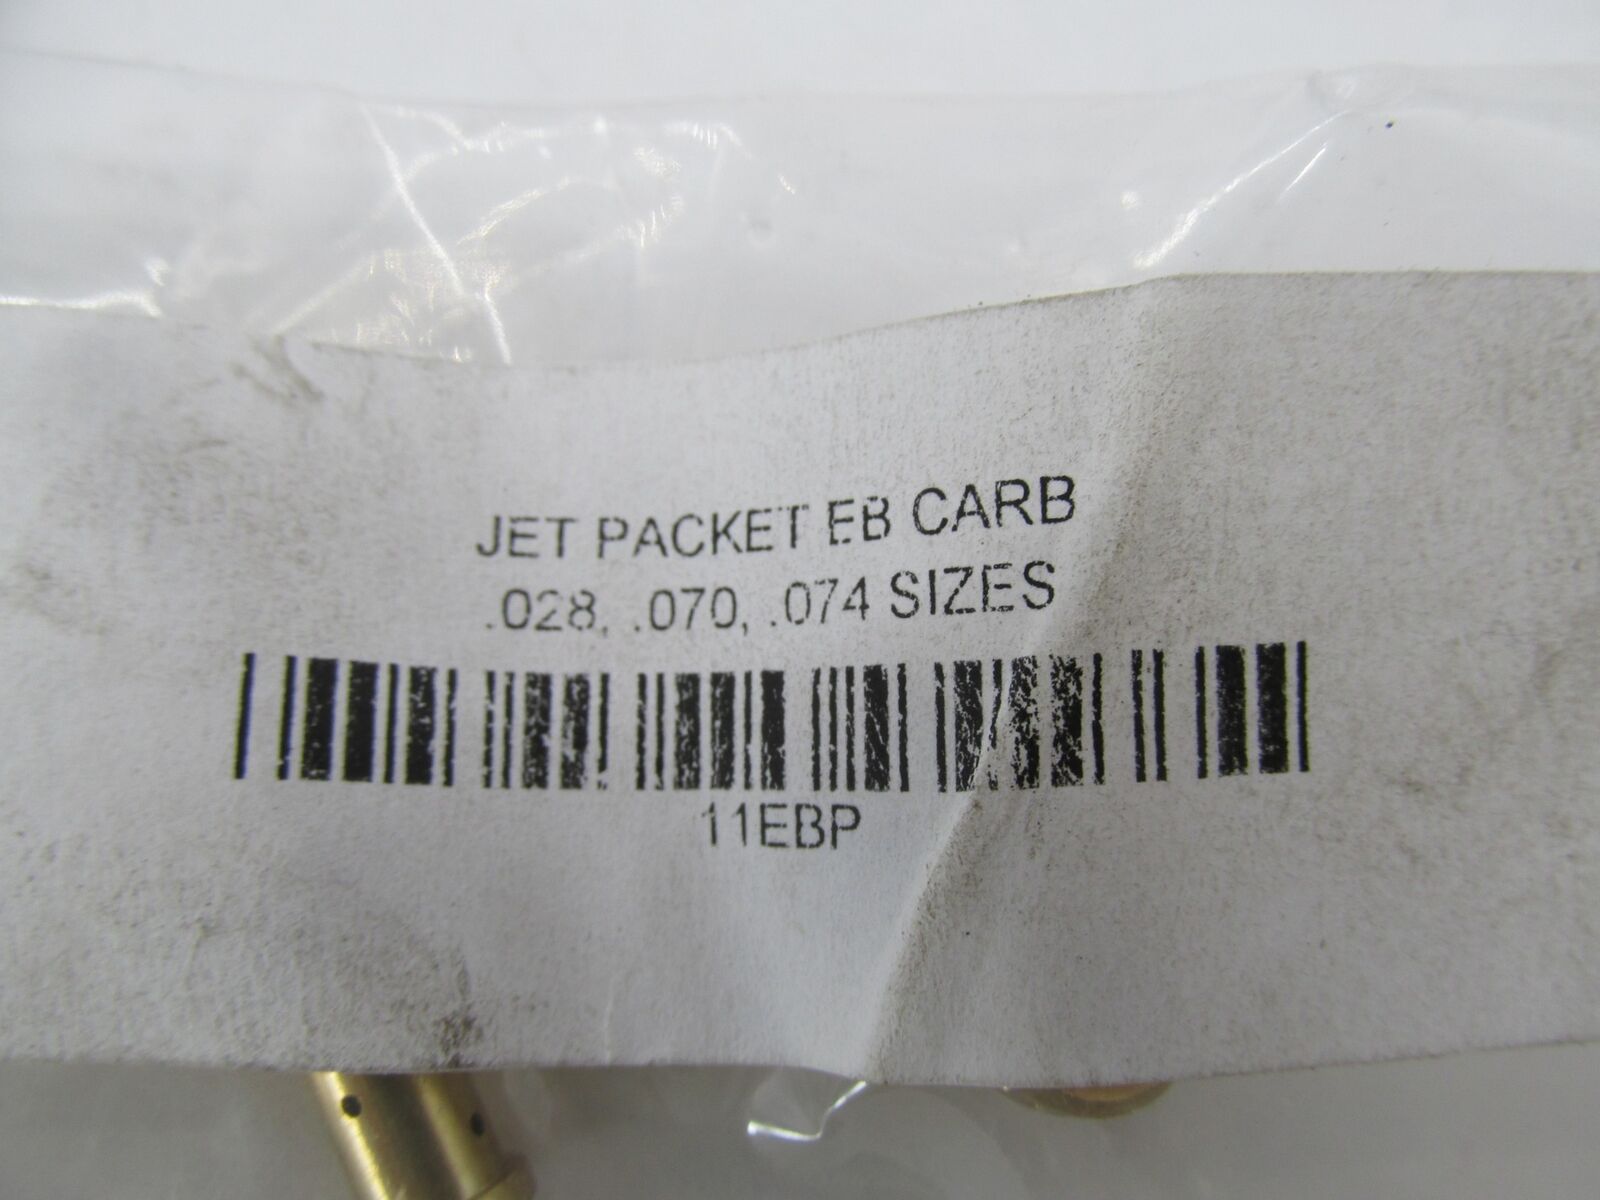 JET PACKET EB CARB
.028, .070, .074 SIZES
11EBP